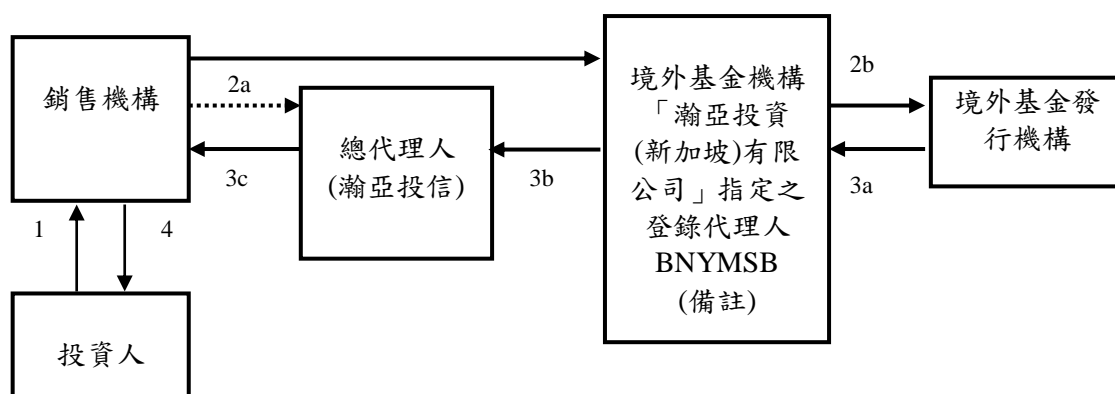 銷售機構
2a
總代理人
(瀚亞投信)
3c
3b
境外基金機構
「瀚亞投資
(新加坡)有限
公司」指定之
登錄代理人
BNYMSB
(備註)
2b
3a
境外基金發
行機構
1
4
投資人